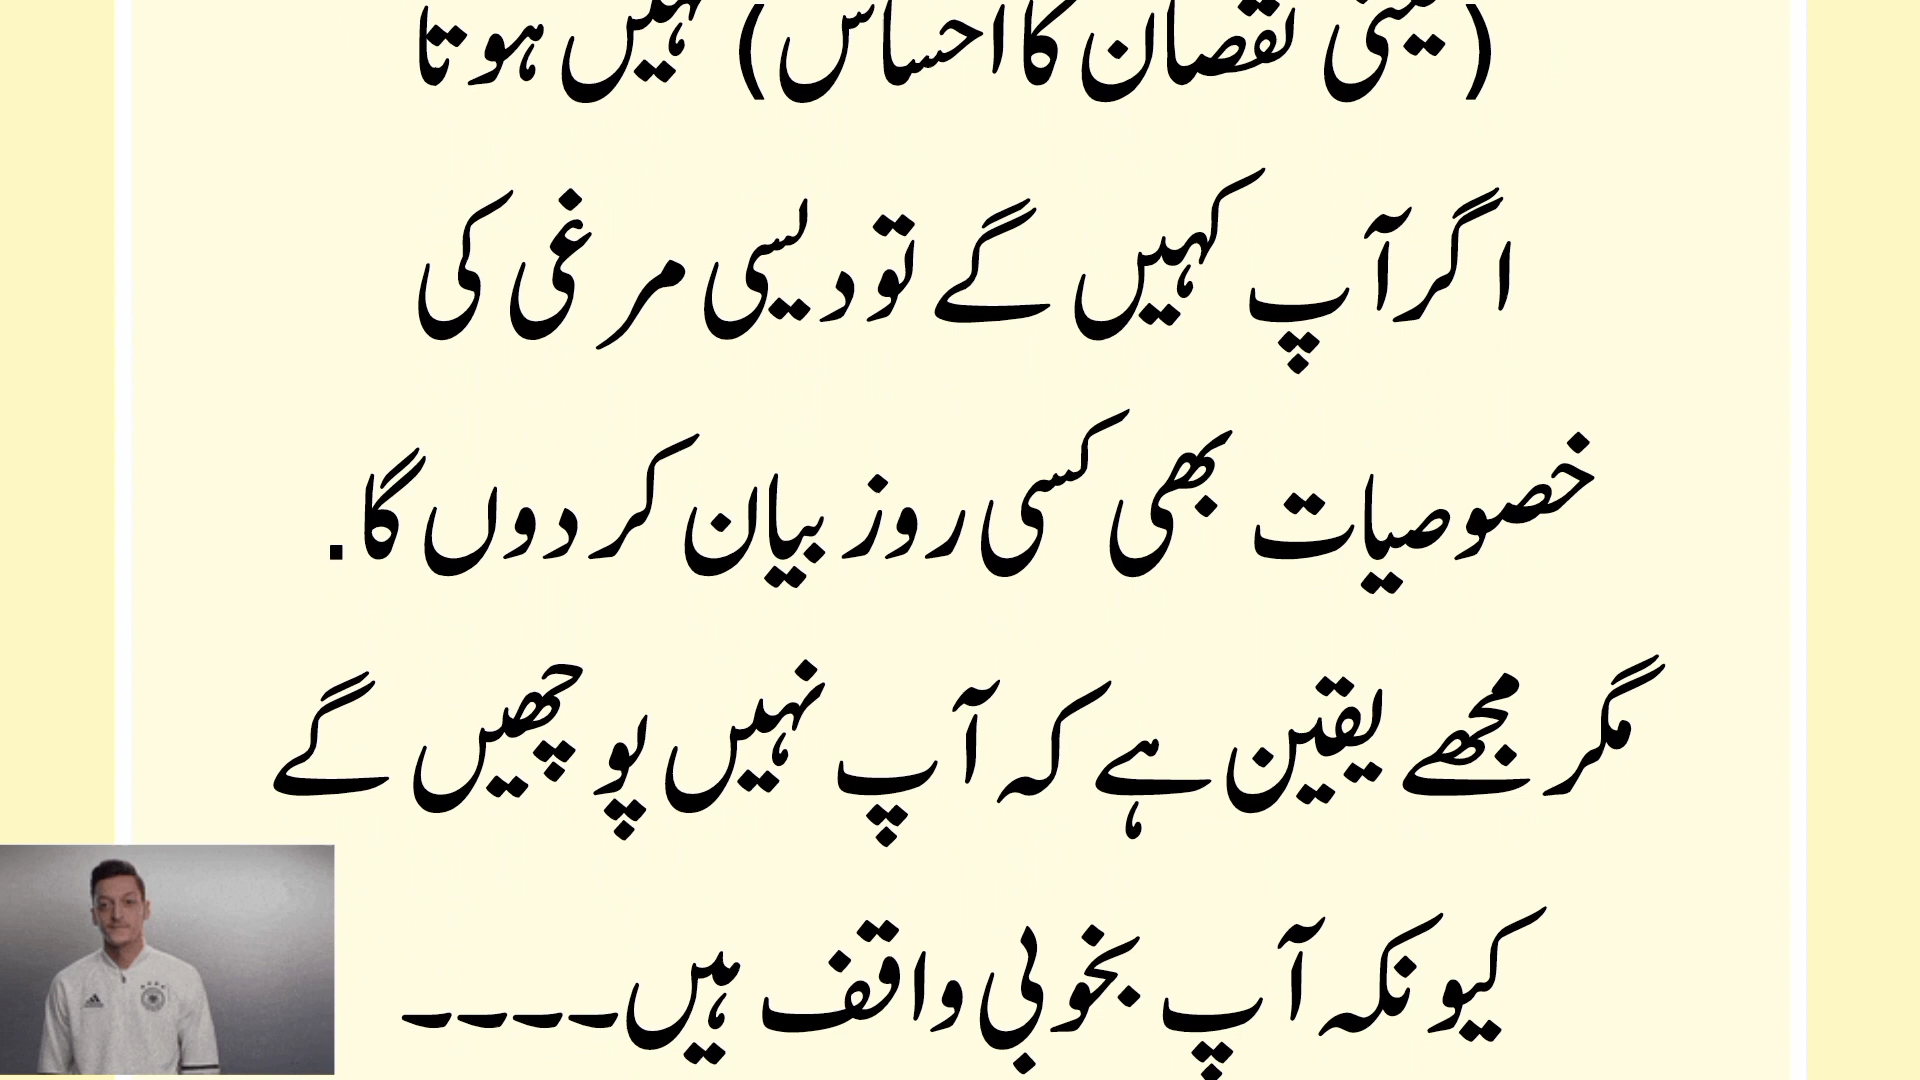 (یعنی نقصان کا احساس) نہیں ہوتا
اگر آپ کہیں گے تو دیسی مرغی کی
خصوصیات بھی کسی روز بیان کر دوں گا.
مگر مجھے یقین ہے کہ آپ نہیں پوچھیں گے
کیونکہ آپ بخوبی واقف ہیں۔۔۔۔